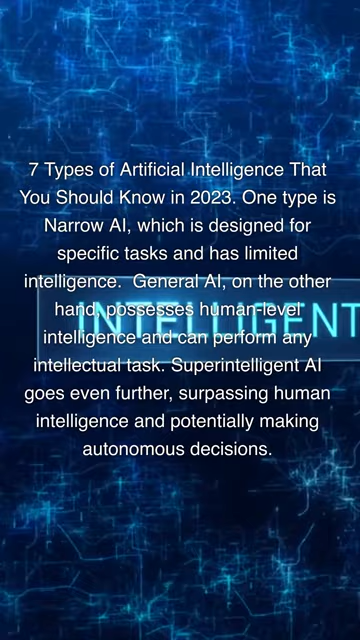 7 Types of Artificial Intelligence That
You Should Know in 2023. One type is
Narrow AI, which is designed for
specific tasks and has limited
intelligence.  General AI, on the other
hand, possesses human-level
intelligence and can perform any
intellectual task. Superintelligent AI
goes even further, surpassing human
intelligence and potentially making
autonomous decisions.
INTELLIGENT